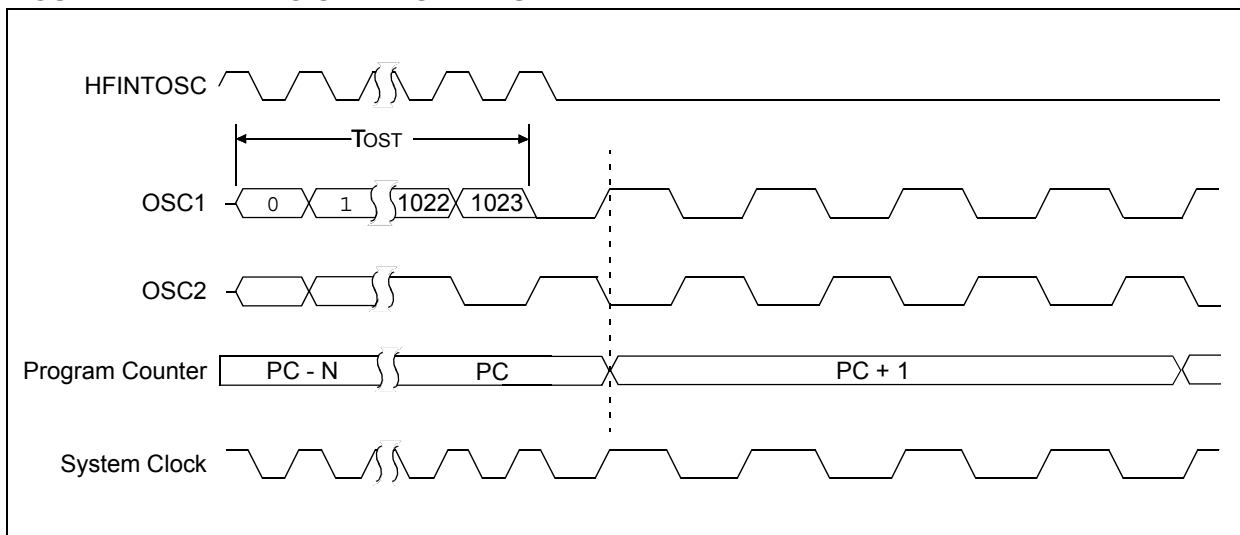 HFINTOSC
TOST
OSC1 0 1 1022 1023
OSC2
Program Counter PC - N PC PC + 1
System Clock